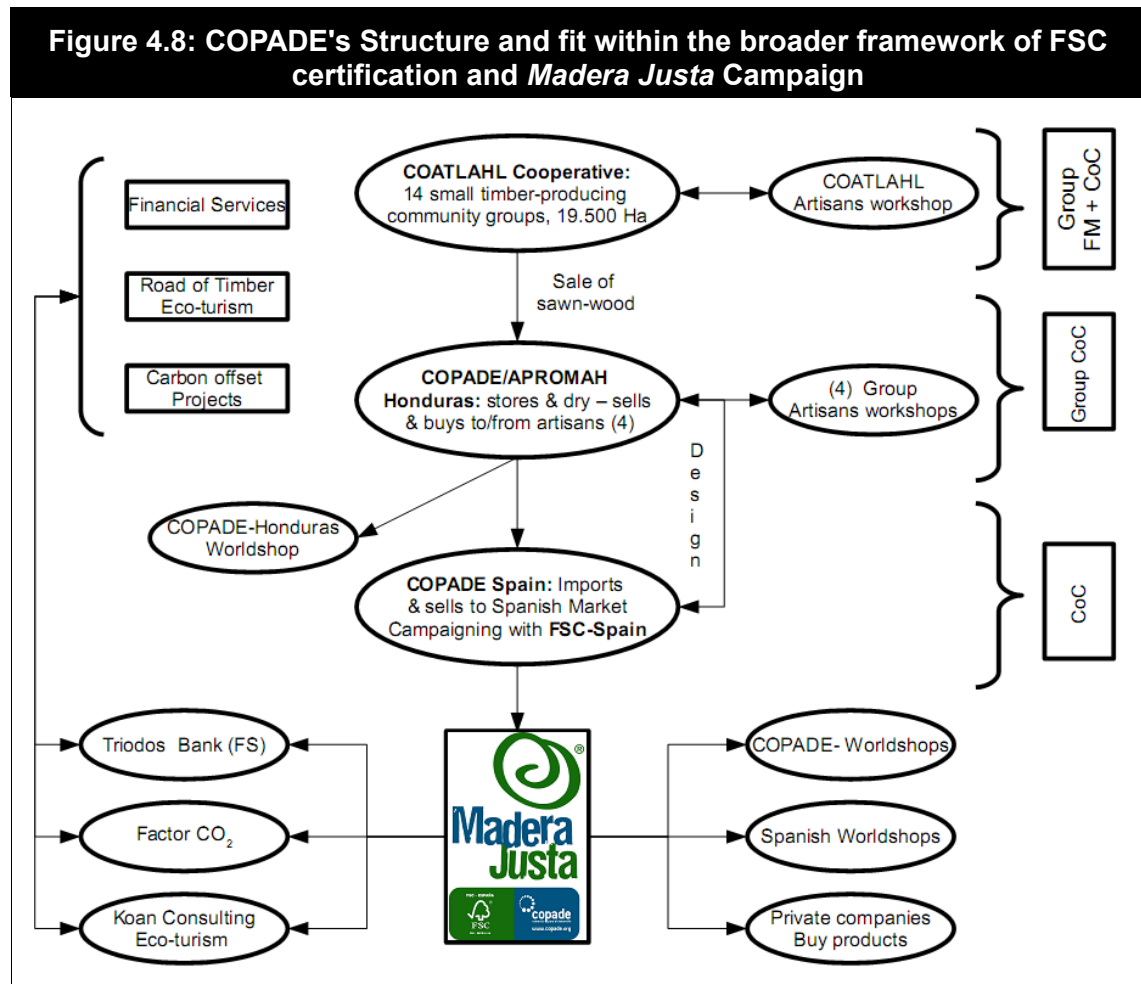 Figure 4.8: COPADE's Structure and fit within the broader framework of FSC
certification and Madera Justa Campaign
Financial Services
Road of Timber
Eco-turism
Carbon offset
Projects
COATLAHL Cooperative:
14 small timber-producing
community groups, 19.500 Ha
COATLAHL
Artisans workshop
Group
FM + CoC
Sale of
sawn-wood
COPADE/APROMAH
Honduras: stores & dry – sells
& buys to/from artisans (4)
(4) Group
Artisans workshops
Group CoC
Design
COPADE-Honduras
Worldshop
COPADE Spain: Imports
& sells to Spanish Market
Campaigning with FSC-Spain
CoC
Triodos Bank (FS)
Factor CO₂
Koan Consulting
Eco-turism
®
Madera
Justa
FSC - ESPAÑA
FSC
copade
www.copade.org
COPADE- Worldshops
Spanish Worldshops
Private companies
Buy products